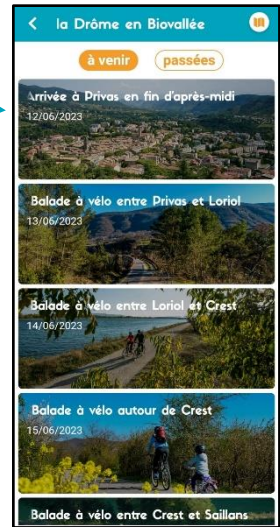 la Drôme en Biovallée
à venir
passées
Arrivée à Privas en fin d'après-midi
12/06/2023
Balade à vélo entre Privas et Loriol
13/06/2023
Balade à vélo entre Loriol et Crest
14/06/2023
Balade à vélo autour de Crest
15/06/2023
Balade à vélo entre Crest et Saillans